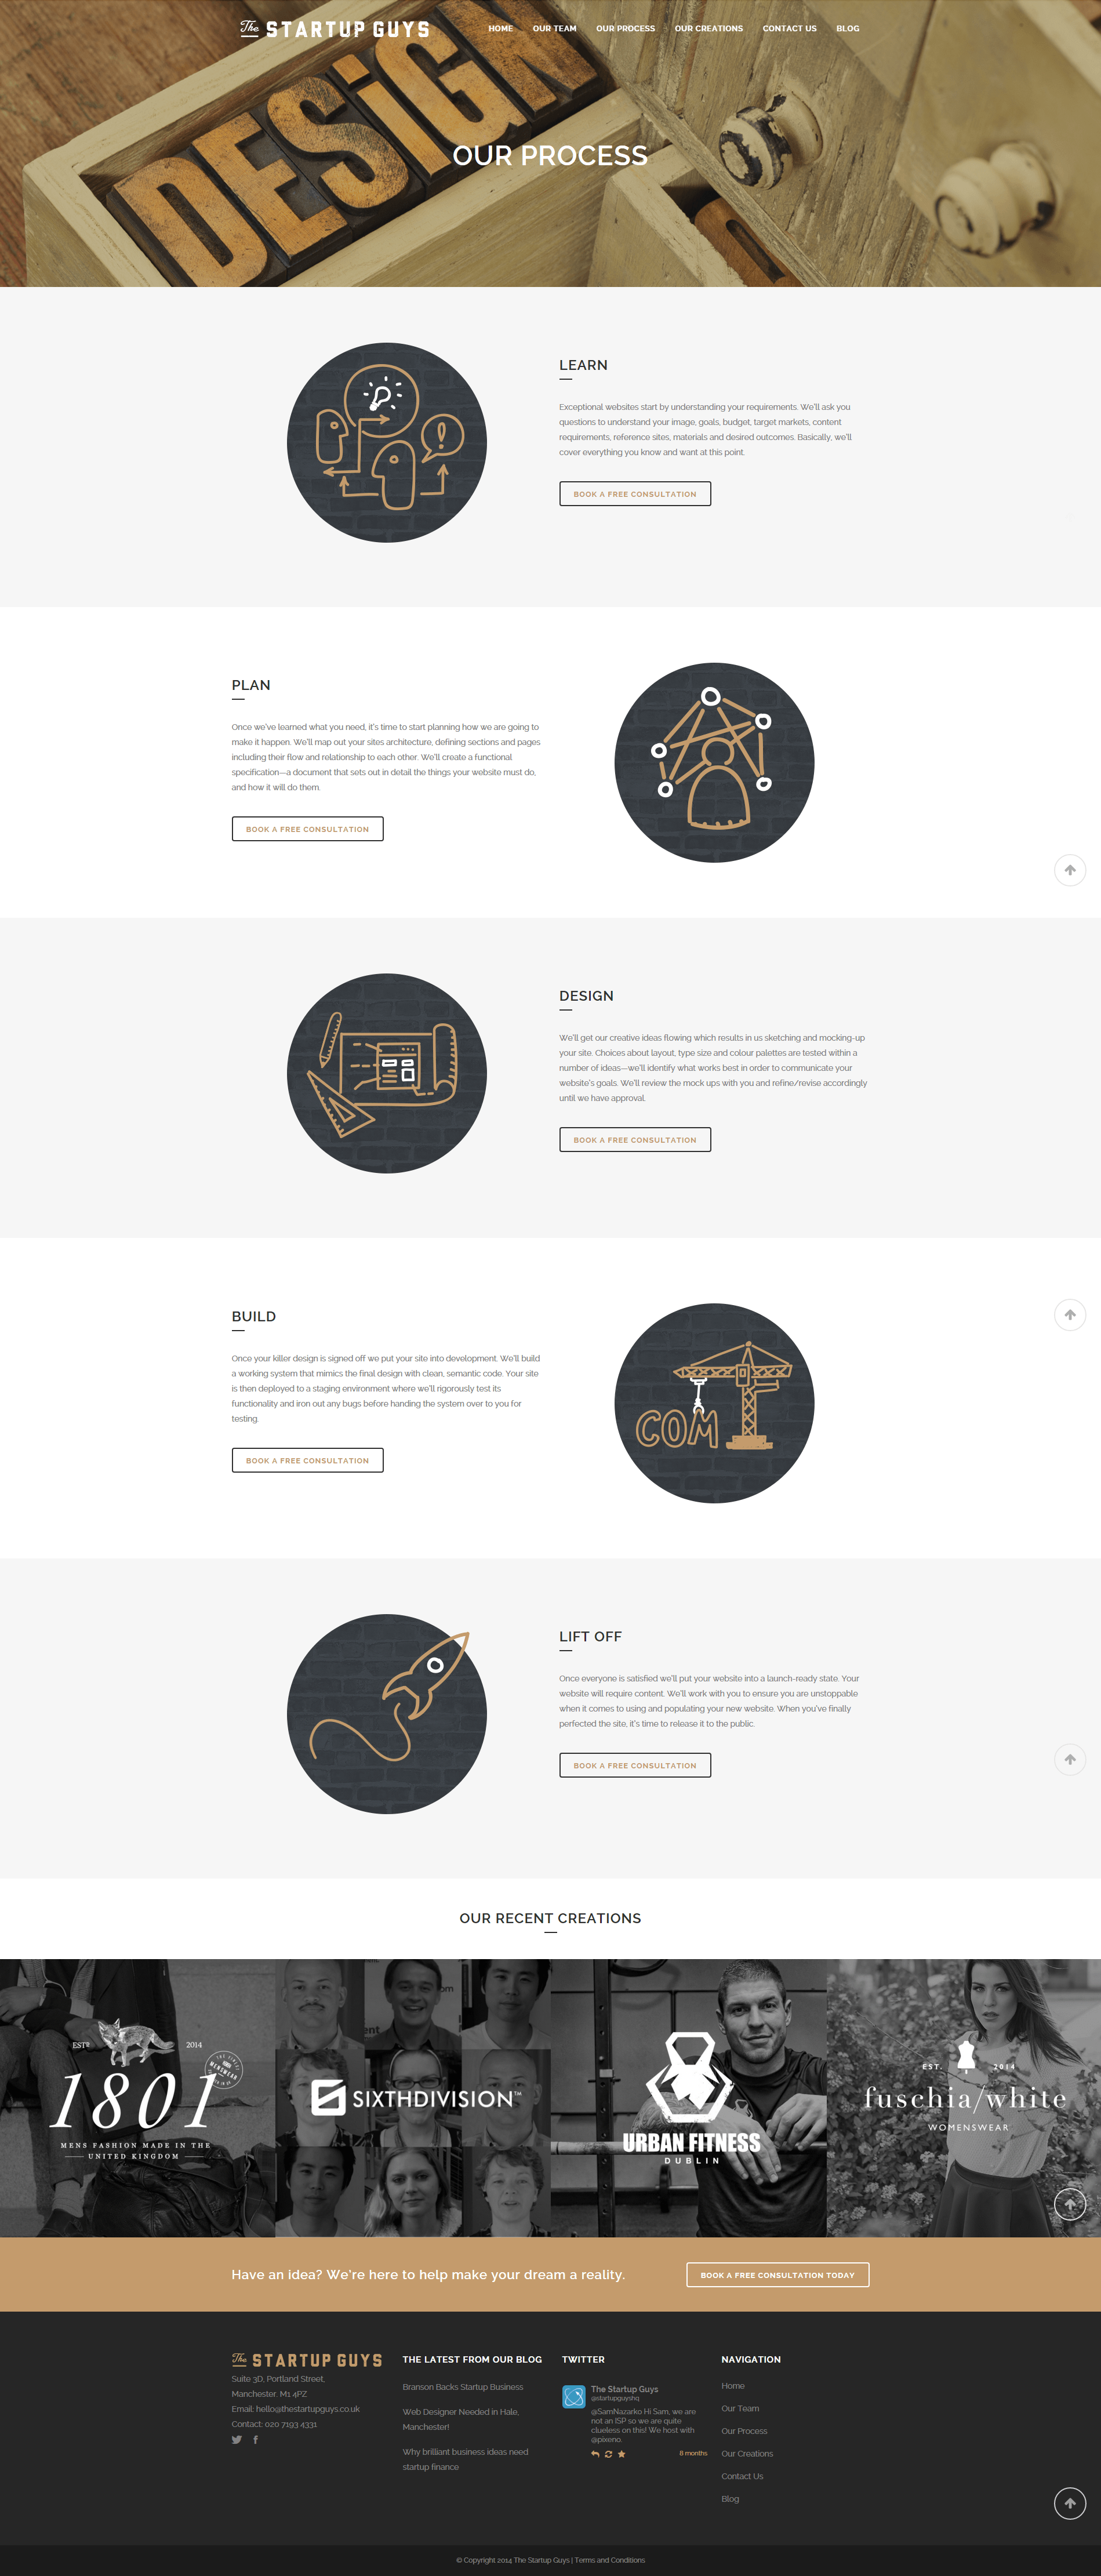 The STARTUP GUYS
HOME OUR TEAM OUR PROCESS OUR CREATIONS CONTACT US BLOG
DESIGN
OUR PROCESS
LEARN
Exceptional websites start by understanding your requirements. We'll ask you
questions to understand your image, goals, budget, target markets, content
requirements, reference sites, materials and desired outcomes. Basically, we'll
cover everything you know and want at this point.
BOOK A FREE CONSULTATION
PLAN
Once we've learned what you need, it's time to start planning how we are going to
make it happen. We'll map out your sites architecture, defining sections and pages
including their flow and relationship to each other. We'll create a functional
specification—a document that sets out in detail the things your website must do,
and how it will do them.
BOOK A FREE CONSULTATION
DESIGN
We'll get our creative ideas flowing which results in us sketching and mocking-up
your site. Choices about layout, type size and colour palettes are tested within a
number of ideas—we'll identify what works best in order to communicate your
website's goals. We'll review the mock ups with you and refine/revise accordingly
until we have approval.
BOOK A FREE CONSULTATION
BUILD
Once your killer design is signed off we put your site into development. We'll build
a working system that mimics the final design with clean, semantic code. Your site
is then deployed to a staging environment where we'll rigorously test its
functionality and iron out any bugs before handing the system over to you for
testing.
BOOK A FREE CONSULTATION
COM
LIFT OFF
Once everyone is satisfied we'll put your website into a launch-ready state. Your
website will require content. We'll work with you to ensure you are unstoppable
when it comes to using and populating your new website. When you've finally
perfected the site, it's time to release it to the public.
BOOK A FREE CONSULTATION
OUR RECENT CREATIONS
ESTD 2014
MENSWEAR
1801
MENS FASHION MADE IN THE
UNITED KINGDOM
SIXTHDIVISION™
URBAN FITNESS
DUBLIN
EST. 2014
fuschia/white
WOMENSWEAR
Have an idea? We're here to help make your dream a reality.
BOOK A FREE CONSULTATION TODAY
The STARTUP GUYS
Suite 3D, Portland Street,
Manchester. M1 4PZ
Email: hello@thestartupguys.co.uk
Contact: 020 7193 4331
THE LATEST FROM OUR BLOG
Branson Backs Startup Business
Web Designer Needed in Hale,
Manchester!
Why brilliant business ideas need
startup finance
TWITTER
The Startup Guys
@startupguyshq
@SamNazarko Hi Sam, we are
not an ISP so we are quite
clueless on this! We host with
@pixeno.
8 months
NAVIGATION
Home
Our Team
Our Process
Our Creations
Contact Us
Blog
© Copyright 2014 The Startup Guys | Terms and Conditions